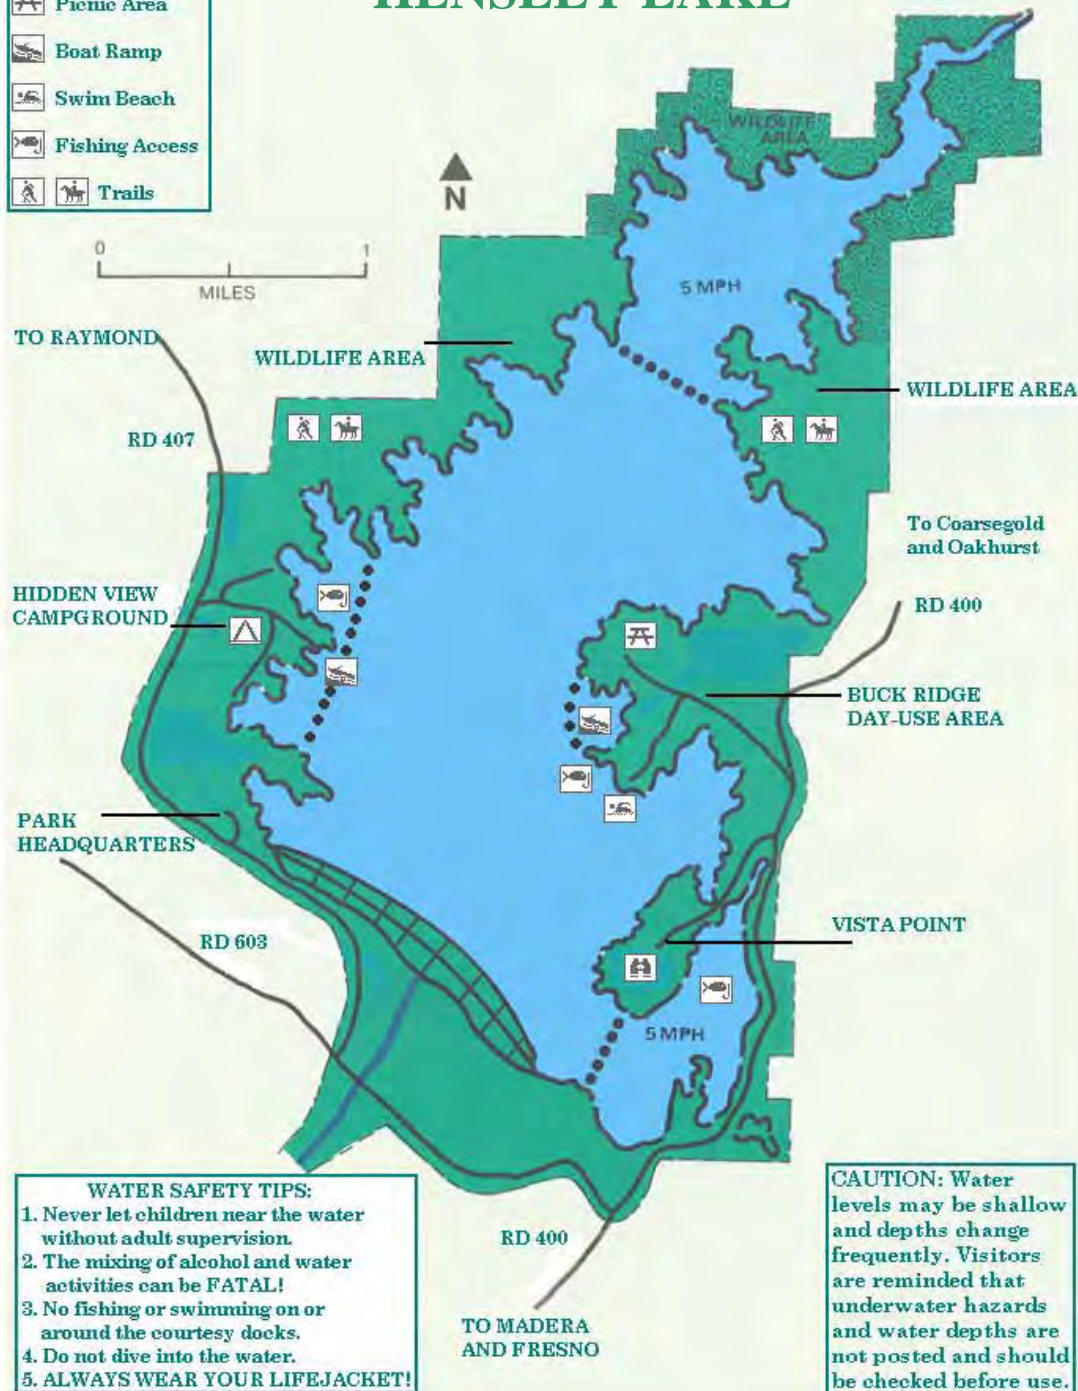 HENSLEY LAKE
Picnic Area
Boat Ramp
Swim Beach
Fishing Access
Trails
WILDLIFE
AREA
N
0 1
MILES
5 MPH
TO RAYMOND
WILDLIFE AREA
WILDLIFE AREA
RD 407
To Coarsegold
and Oakhurst
HIDDEN VIEW
CAMPGROUND
RD 400
BUCK RIDGE
DAY-USE AREA
PARK
HEADQUARTERS
VISTA POINT
RD 603
5 MPH
WATER SAFETY TIPS:
1. Never let children near the water
without adult supervision.
2. The mixing of alcohol and water
activities can be FATAL!
3. No fishing or swimming on or
around the courtesy docks.
4. Do not dive into the water.
5. ALWAYS WEAR YOUR LIFEJACKET!
RD 400
TO MADERA
AND FRESNO
CAUTION: Water
levels may be shallow
and depths change
frequently. Visitors
are reminded that
underwater hazards
and water depths are
not posted and should
be checked before use.